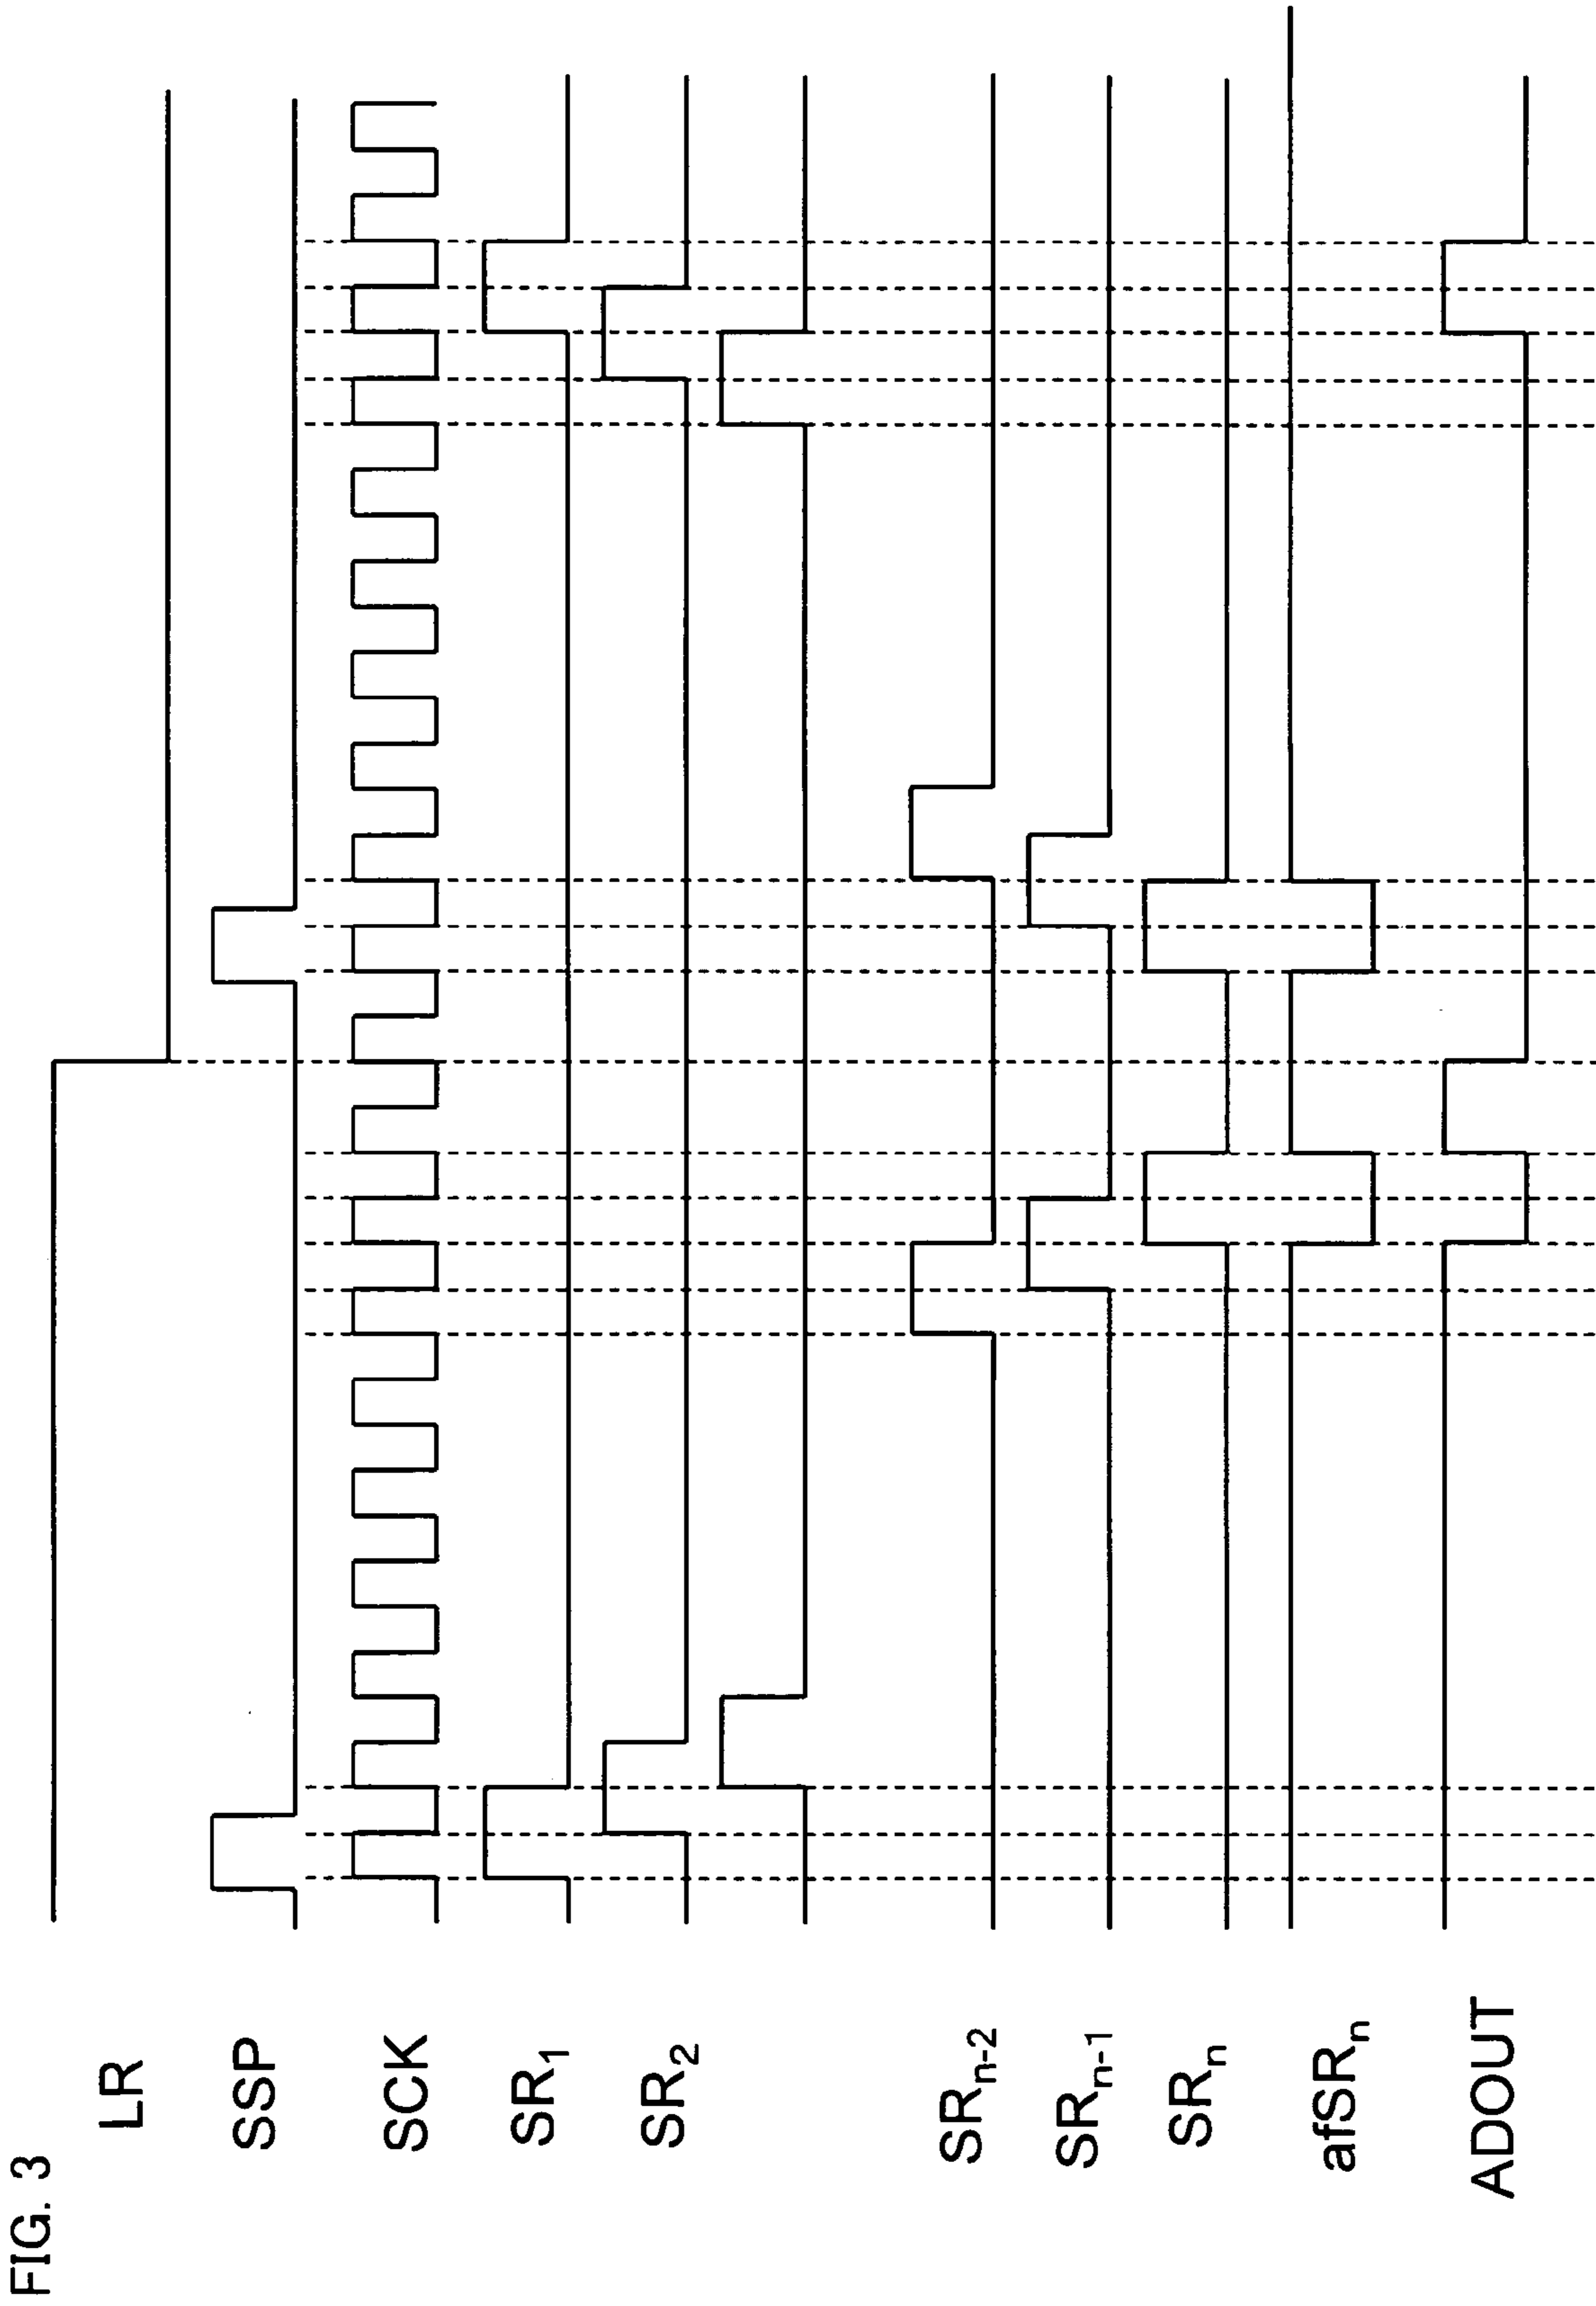 FIG. 3
LR
SSP
SCK
SR₁
SR₂
SRₙ₋₂
SRₙ₋₁
SRₙ
afSRₙ
ADOUT